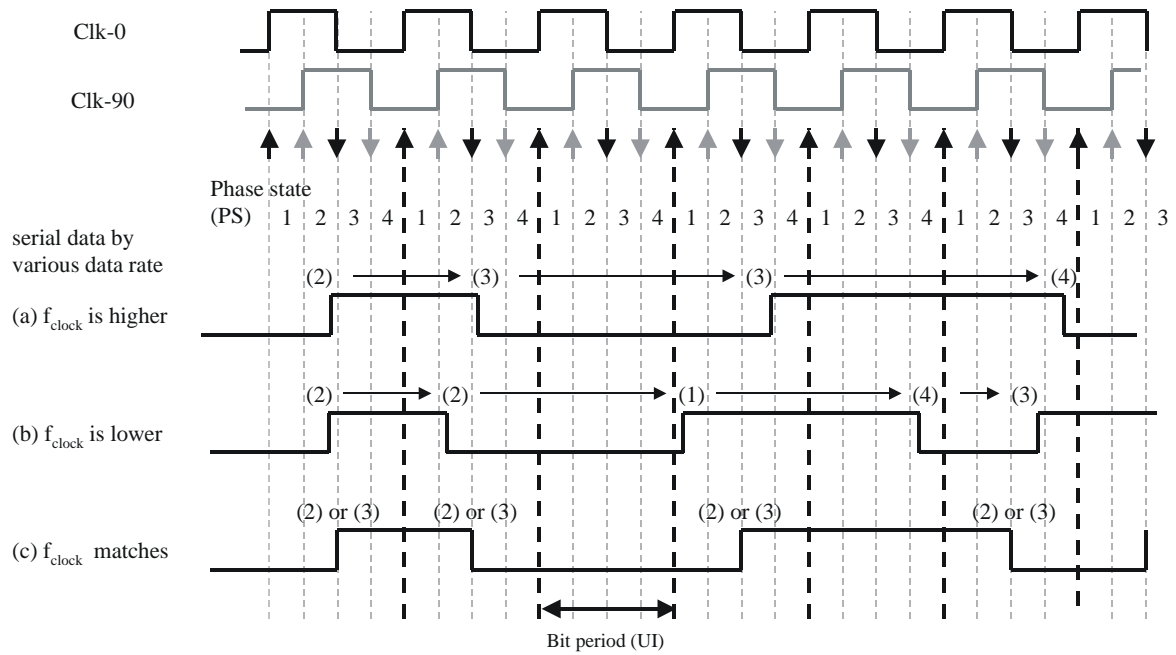 Clk-0
Clk-90
Phase state
(PS) 1 2 3 4 1 2 3 4 1 2 3 4 1 2 3 4 1 2 3 4 1 2 3 4 1 2 3
serial data by
various data rate
(2) (3) (3) (4)
(a) f_clock is higher
(2) (2) (1) (4) (3)
(b) f_clock is lower
(2) or (3) (2) or (3) (2) or (3) (2) or (3)
(c) f_clock matches
Bit period (UI)